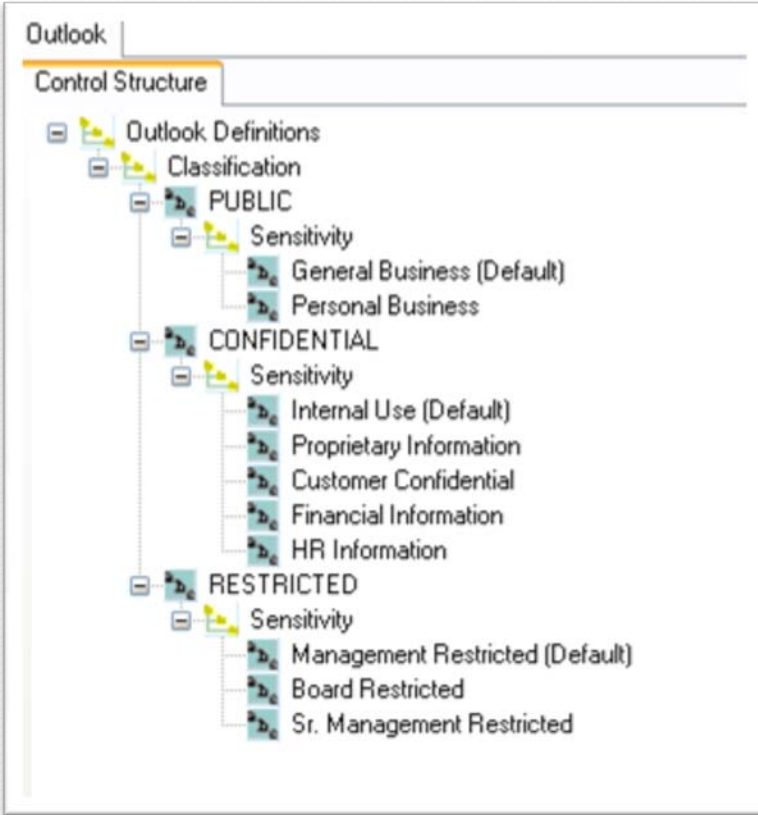 Outlook
Control Structure
Outlook Definitions
Classification
PUBLIC
Sensitivity
General Business (Default)
Personal Business
CONFIDENTIAL
Sensitivity
Internal Use (Default)
Proprietary Information
Customer Confidential
Financial Information
HR Information
RESTRICTED
Sensitivity
Management Restricted (Default)
Board Restricted
Sr. Management Restricted